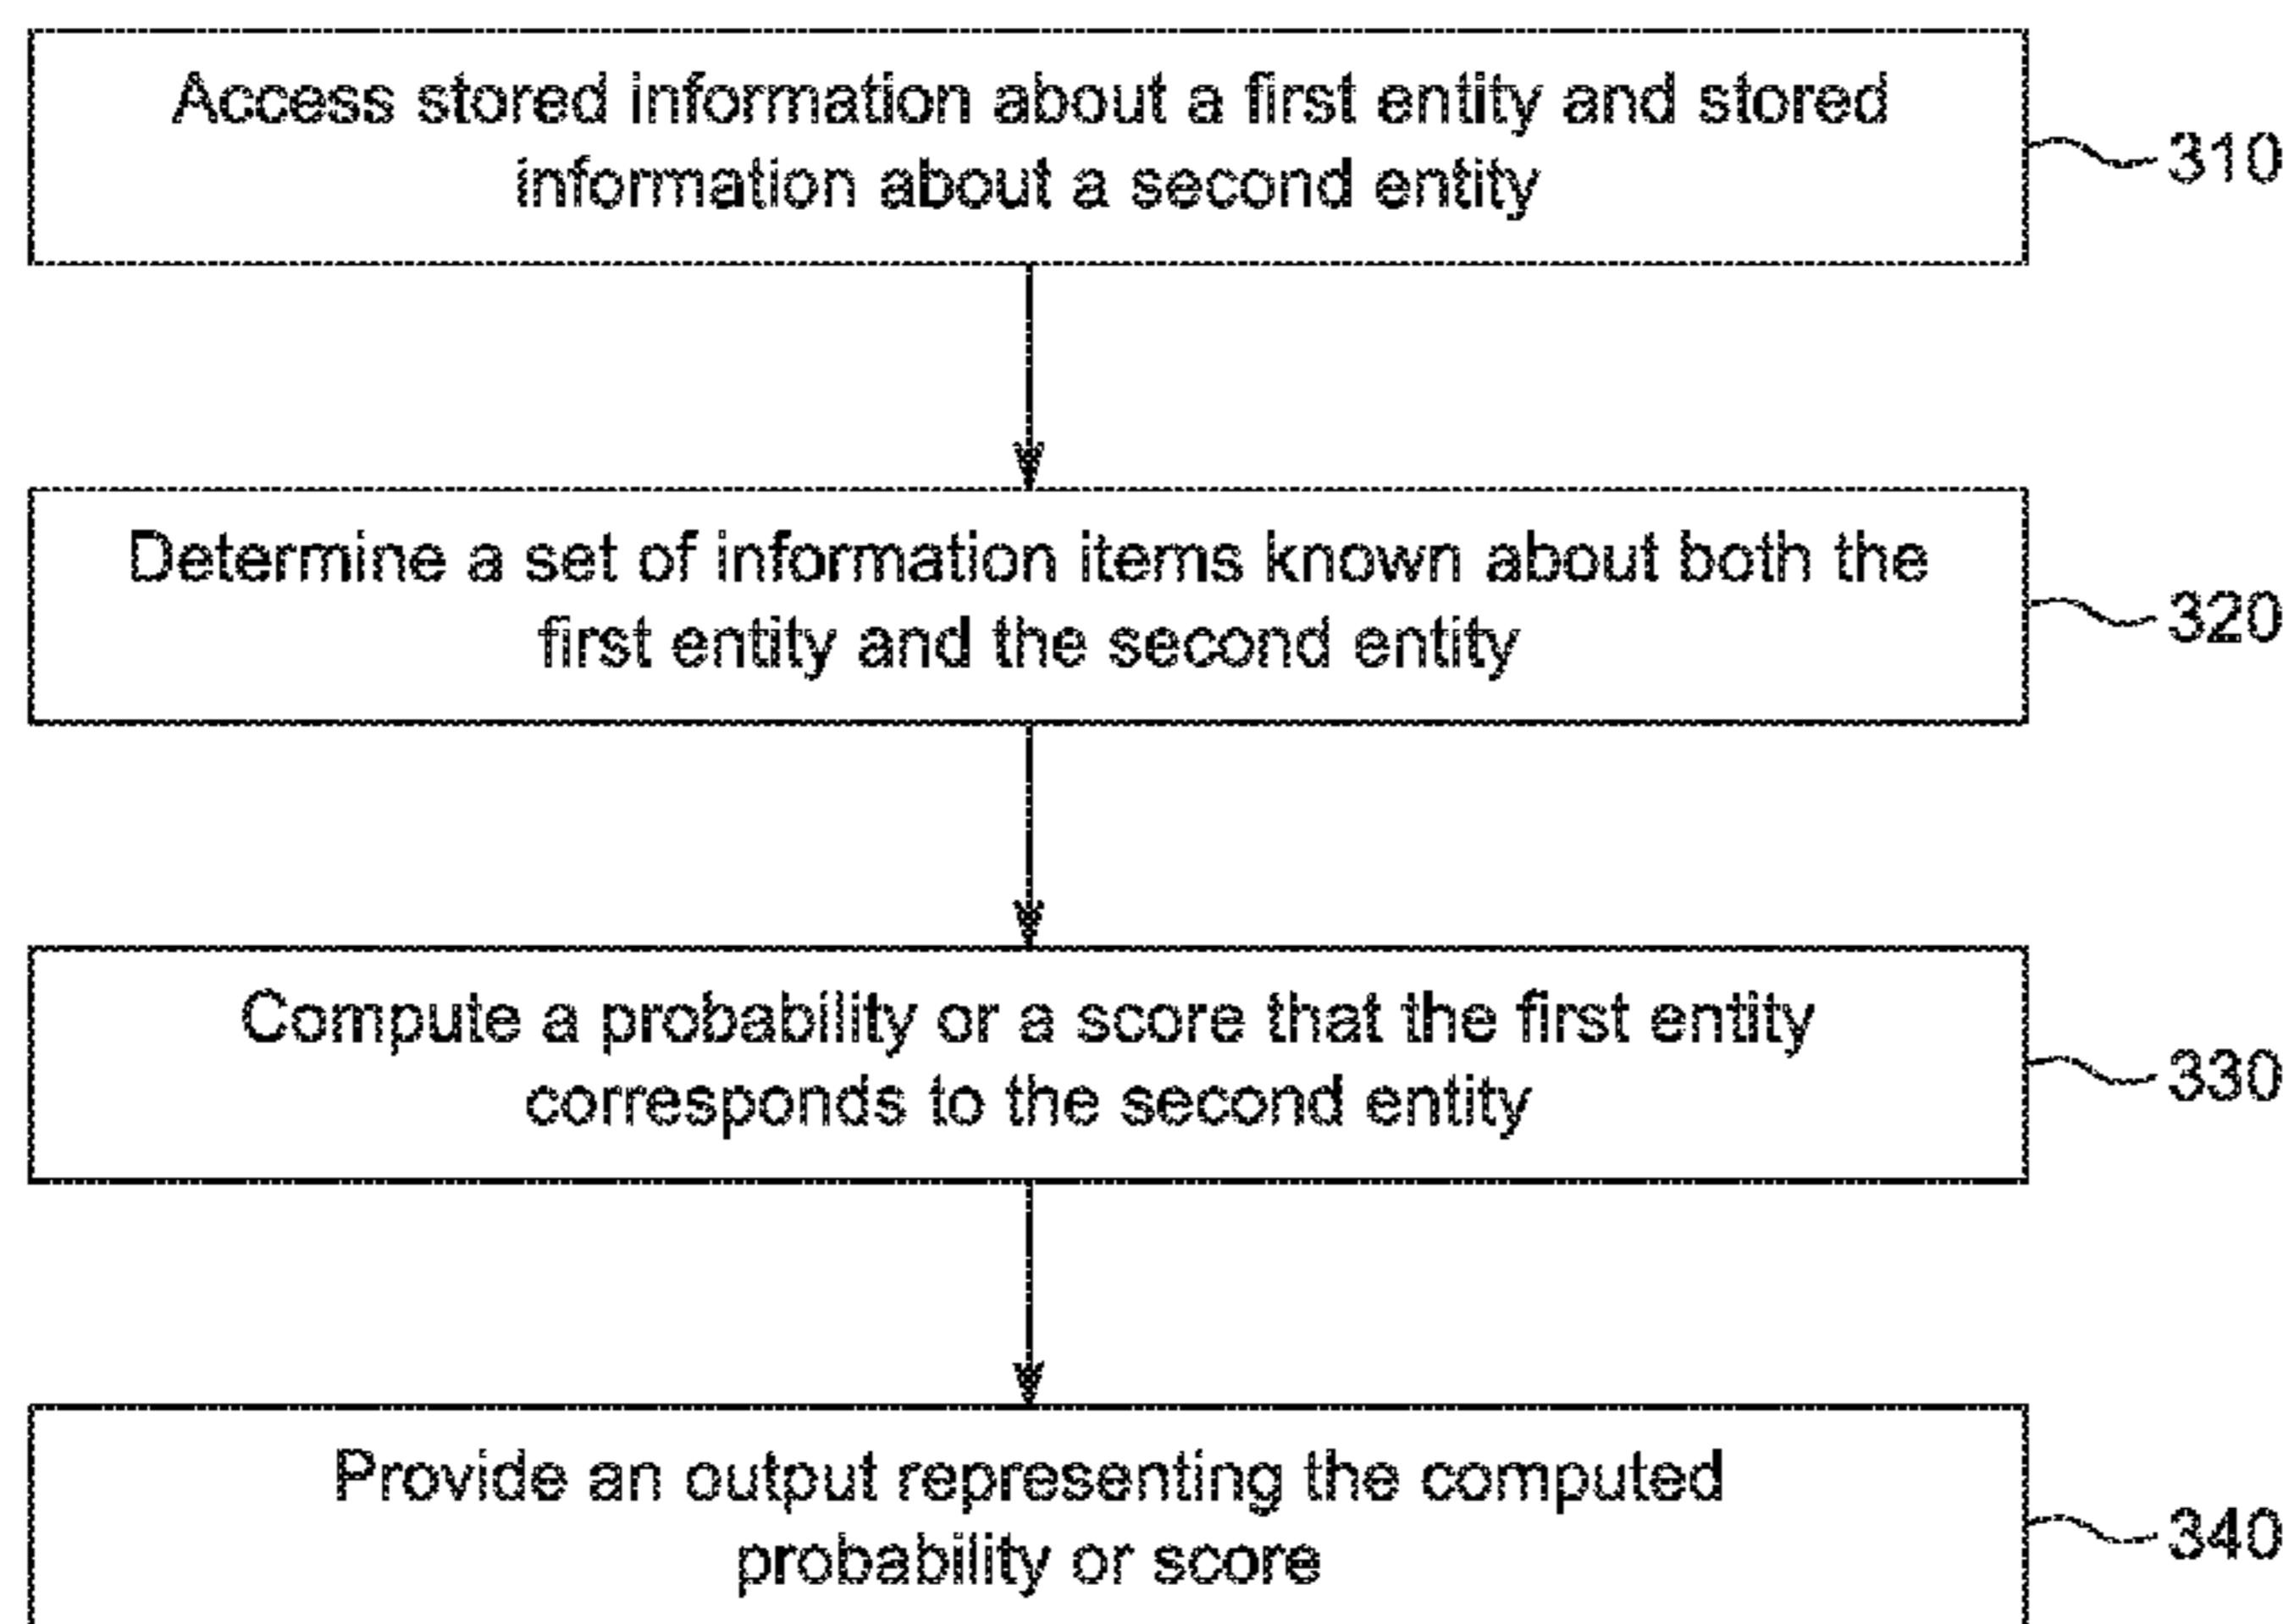 Access stored information about a first entity and stored
information about a second entity
310
Determine a set of information items known about both the
first entity and the second entity
320
Compute a probability or a score that the first entity
corresponds to the second entity
330
Provide an output representing the computed
probability or score
340